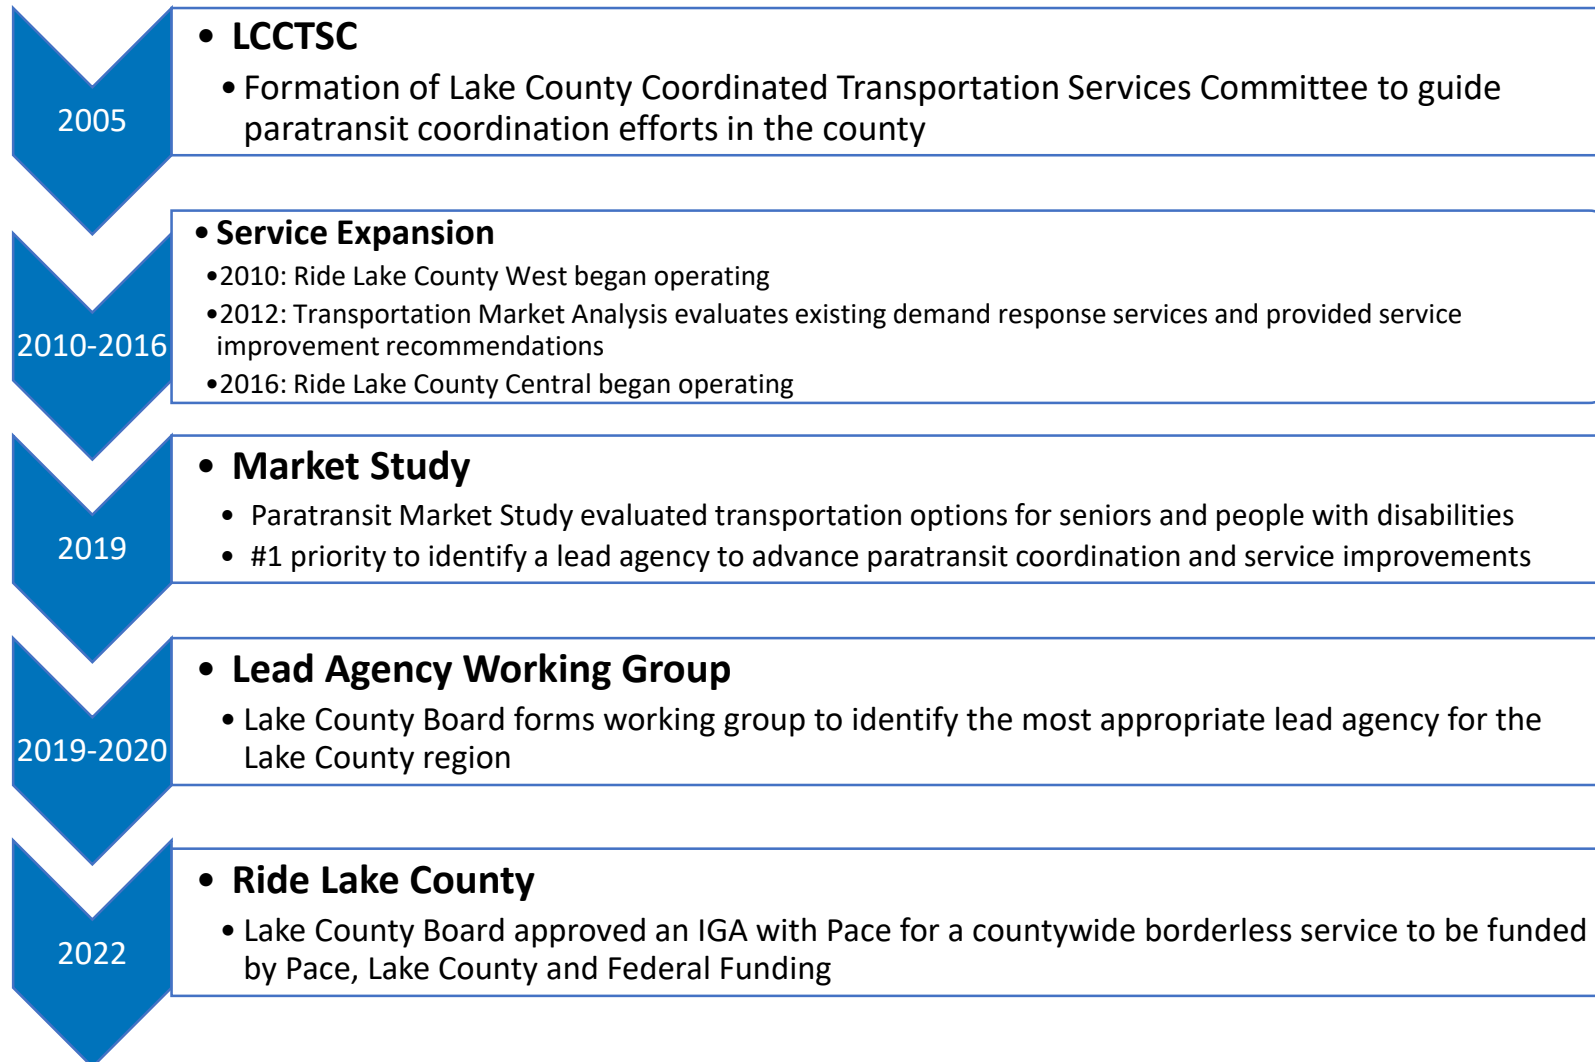 • LCCTSC
• Formation of Lake County Coordinated Transportation Services Committee to guide
paratransit coordination efforts in the county
2005
• Service Expansion
•2010: Ride Lake County West began operating
•2012: Transportation Market Analysis evaluates existing demand response services and provided service
improvement recommendations
•2016: Ride Lake County Central began operating
2010-2016
• Market Study
• Paratransit Market Study evaluated transportation options for seniors and people with disabilities
• #1 priority to identify a lead agency to advance paratransit coordination and service improvements
2019
• Lead Agency Working Group
• Lake County Board forms working group to identify the most appropriate lead agency for the
Lake County region
2019-2020
• Ride Lake County
• Lake County Board approved an IGA with Pace for a countywide borderless service to be funded
by Pace, Lake County and Federal Funding
2022